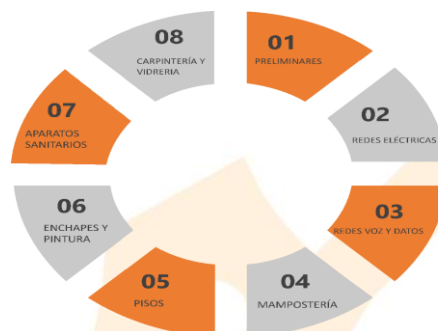 01
PRELIMINARES
02
REDES ELÉCTRICAS
03
REDES VOZ Y DATOS
04
MAMPOSTERÍA
05
PISOS
06
ENCHAPES Y
PINTURA
07
APARATOS
SANITARIOS
08
CARPINTERÍA Y
VIDRERIA